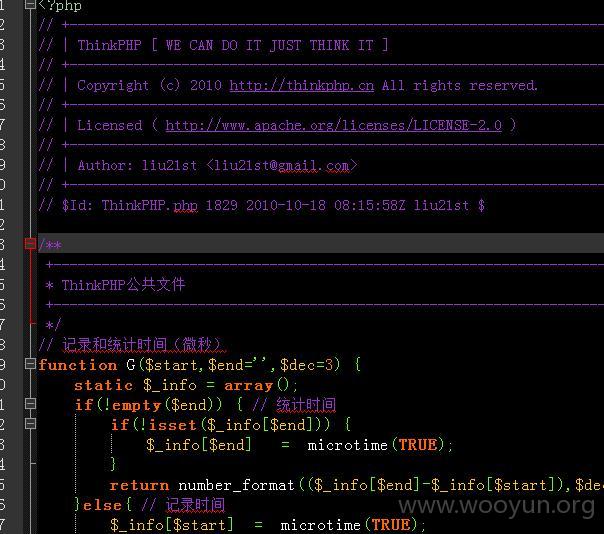 1 <?php
2 // +----------------------------------------------------------------------
3 // | ThinkPHP [ WE CAN DO IT JUST THINK IT ]
4 // +----------------------------------------------------------------------
5 // | Copyright (c) 2010 http://thinkphp.cn All rights reserved.
6 // +----------------------------------------------------------------------
7 // | Licensed ( http://www.apache.org/licenses/LICENSE-2.0 )
8 // +----------------------------------------------------------------------
9 // | Author: liu21st <liu21st@gmail.com>
0 // +----------------------------------------------------------------------
1 // $Id: ThinkPHP.php 1829 2010-10-18 08:15:58Z liu21st $
2
3 /**
4 +------------------------------------------------------------------------------
5 * ThinkPHP公共文件
6 +------------------------------------------------------------------------------
7 */
8 // 记录和统计时间（微秒）
9 function G($start,$end='',$dec=3) {
0 static $_info = array();
1 if(!empty($end)) { // 统计时间
2 if(!isset($_info[$end])) {
3 $_info[$end] = microtime(TRUE);
4 }
5 return number_format(($_info[$end]-$_info[$start]),$de
6 }else{ // 记录时间
7 $_info[$start] = microtime(TRUE);
www.wooyun.org